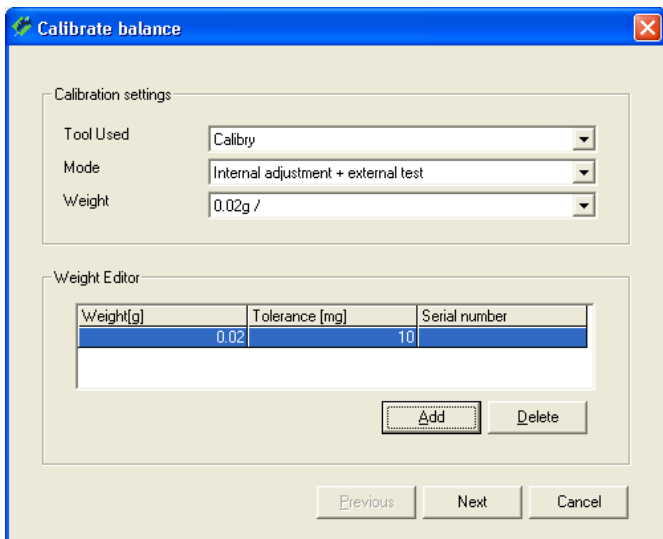 Calibrate balance
Calibration settings
Tool Used Calibry
Mode Internal adjustment + external test
Weight 0.02g /
Weight Editor
Weight[g] Tolerance [mg] Serial number
0.02 10
Add Delete
Previous Next Cancel